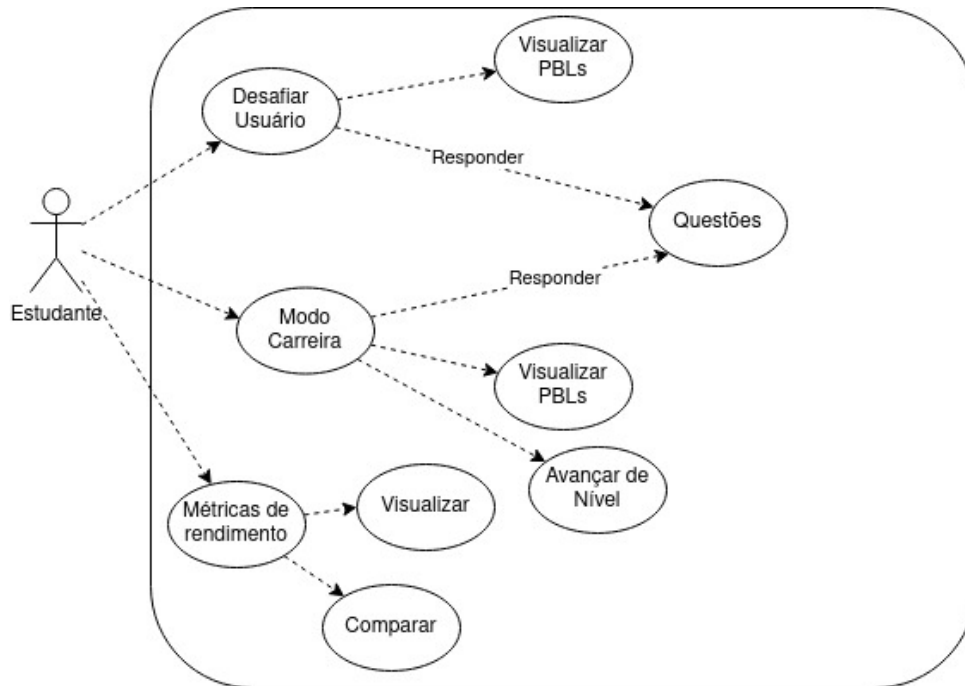 Visualizar
PBLs
Desafiar
Usuário
Responder
Questões
Estudante
Responder
Modo
Carreira
Visualizar
PBLs
Avançar de
Nível
Métricas de
rendimento
Visualizar
Comparar